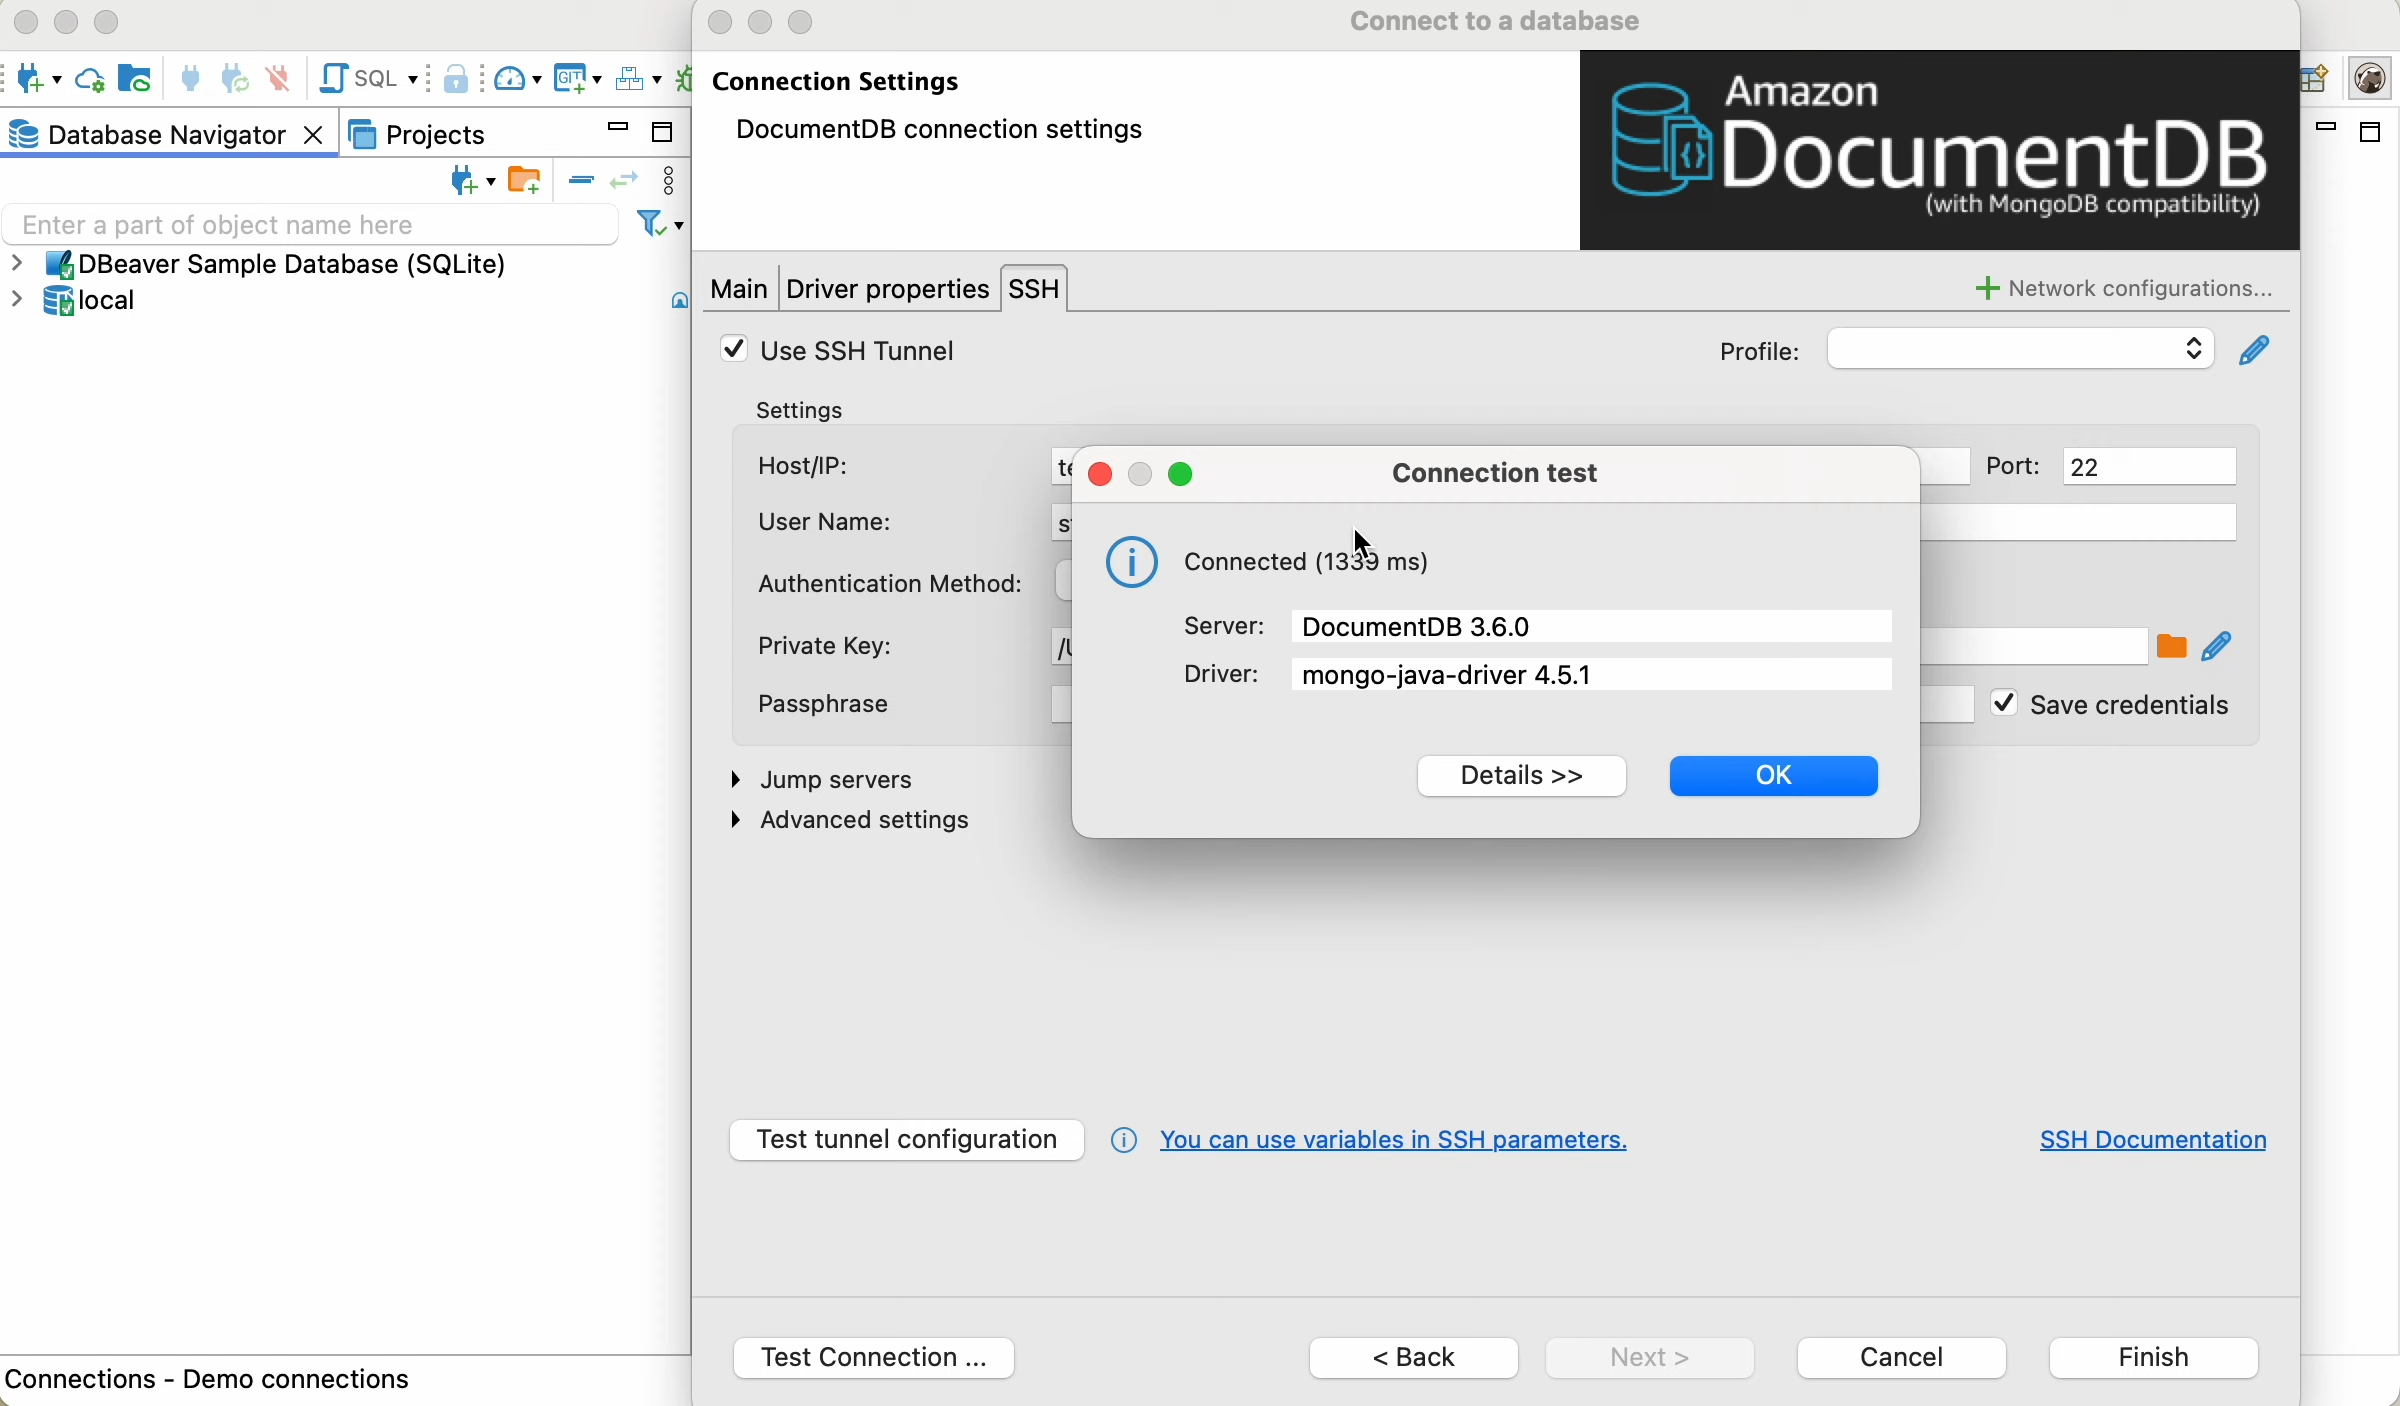 Connect to a database
SQL
GIT
Connection Settings
DocumentDB connection settings
Amazon
DocumentDB
(with MongoDB compatibility)
Database Navigator
Projects
Enter a part of object name here
DBeaver Sample Database (SQLite)
local
Main
Driver properties
SSH
Network configurations...
Use SSH Tunnel
Profile:
Settings
Host/IP:
Port:
22
User Name:
Authentication Method:
Private Key:
Passphrase
Save credentials
Connection test
Connected (1339 ms)
Server:
DocumentDB 3.6.0
Driver:
mongo-java-driver 4.5.1
Details >>
OK
Jump servers
Advanced settings
Test tunnel configuration
You can use variables in SSH parameters.
SSH Documentation
Test Connection ...
< Back
Next >
Cancel
Finish
Connections - Demo connections